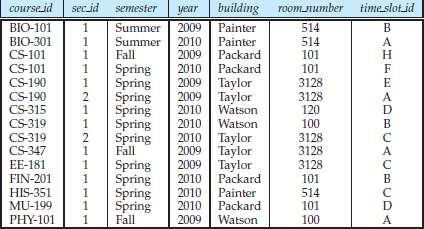 course_id sec_id semester year building room_number time_slot_id
BIO-101 1 Summer 2009 Painter 514 B
BIO-301 1 Summer 2010 Painter 514 A
CS-101 1 Fall 2009 Packard 101 H
CS-101 1 Spring 2010 Packard 101 F
CS-190 1 Spring 2009 Taylor 3128 E
CS-190 2 Spring 2009 Taylor 3128 A
CS-315 1 Spring 2010 Watson 120 D
CS-319 1 Spring 2010 Watson 100 B
CS-319 2 Spring 2010 Taylor 3128 C
CS-347 1 Fall 2009 Taylor 3128 A
EE-181 1 Spring 2009 Taylor 3128 C
FIN-201 1 Spring 2010 Packard 101 B
HIS-351 1 Spring 2010 Painter 514 C
MU-199 1 Spring 2010 Packard 101 D
PHY-101 1 Fall 2009 Watson 100 A